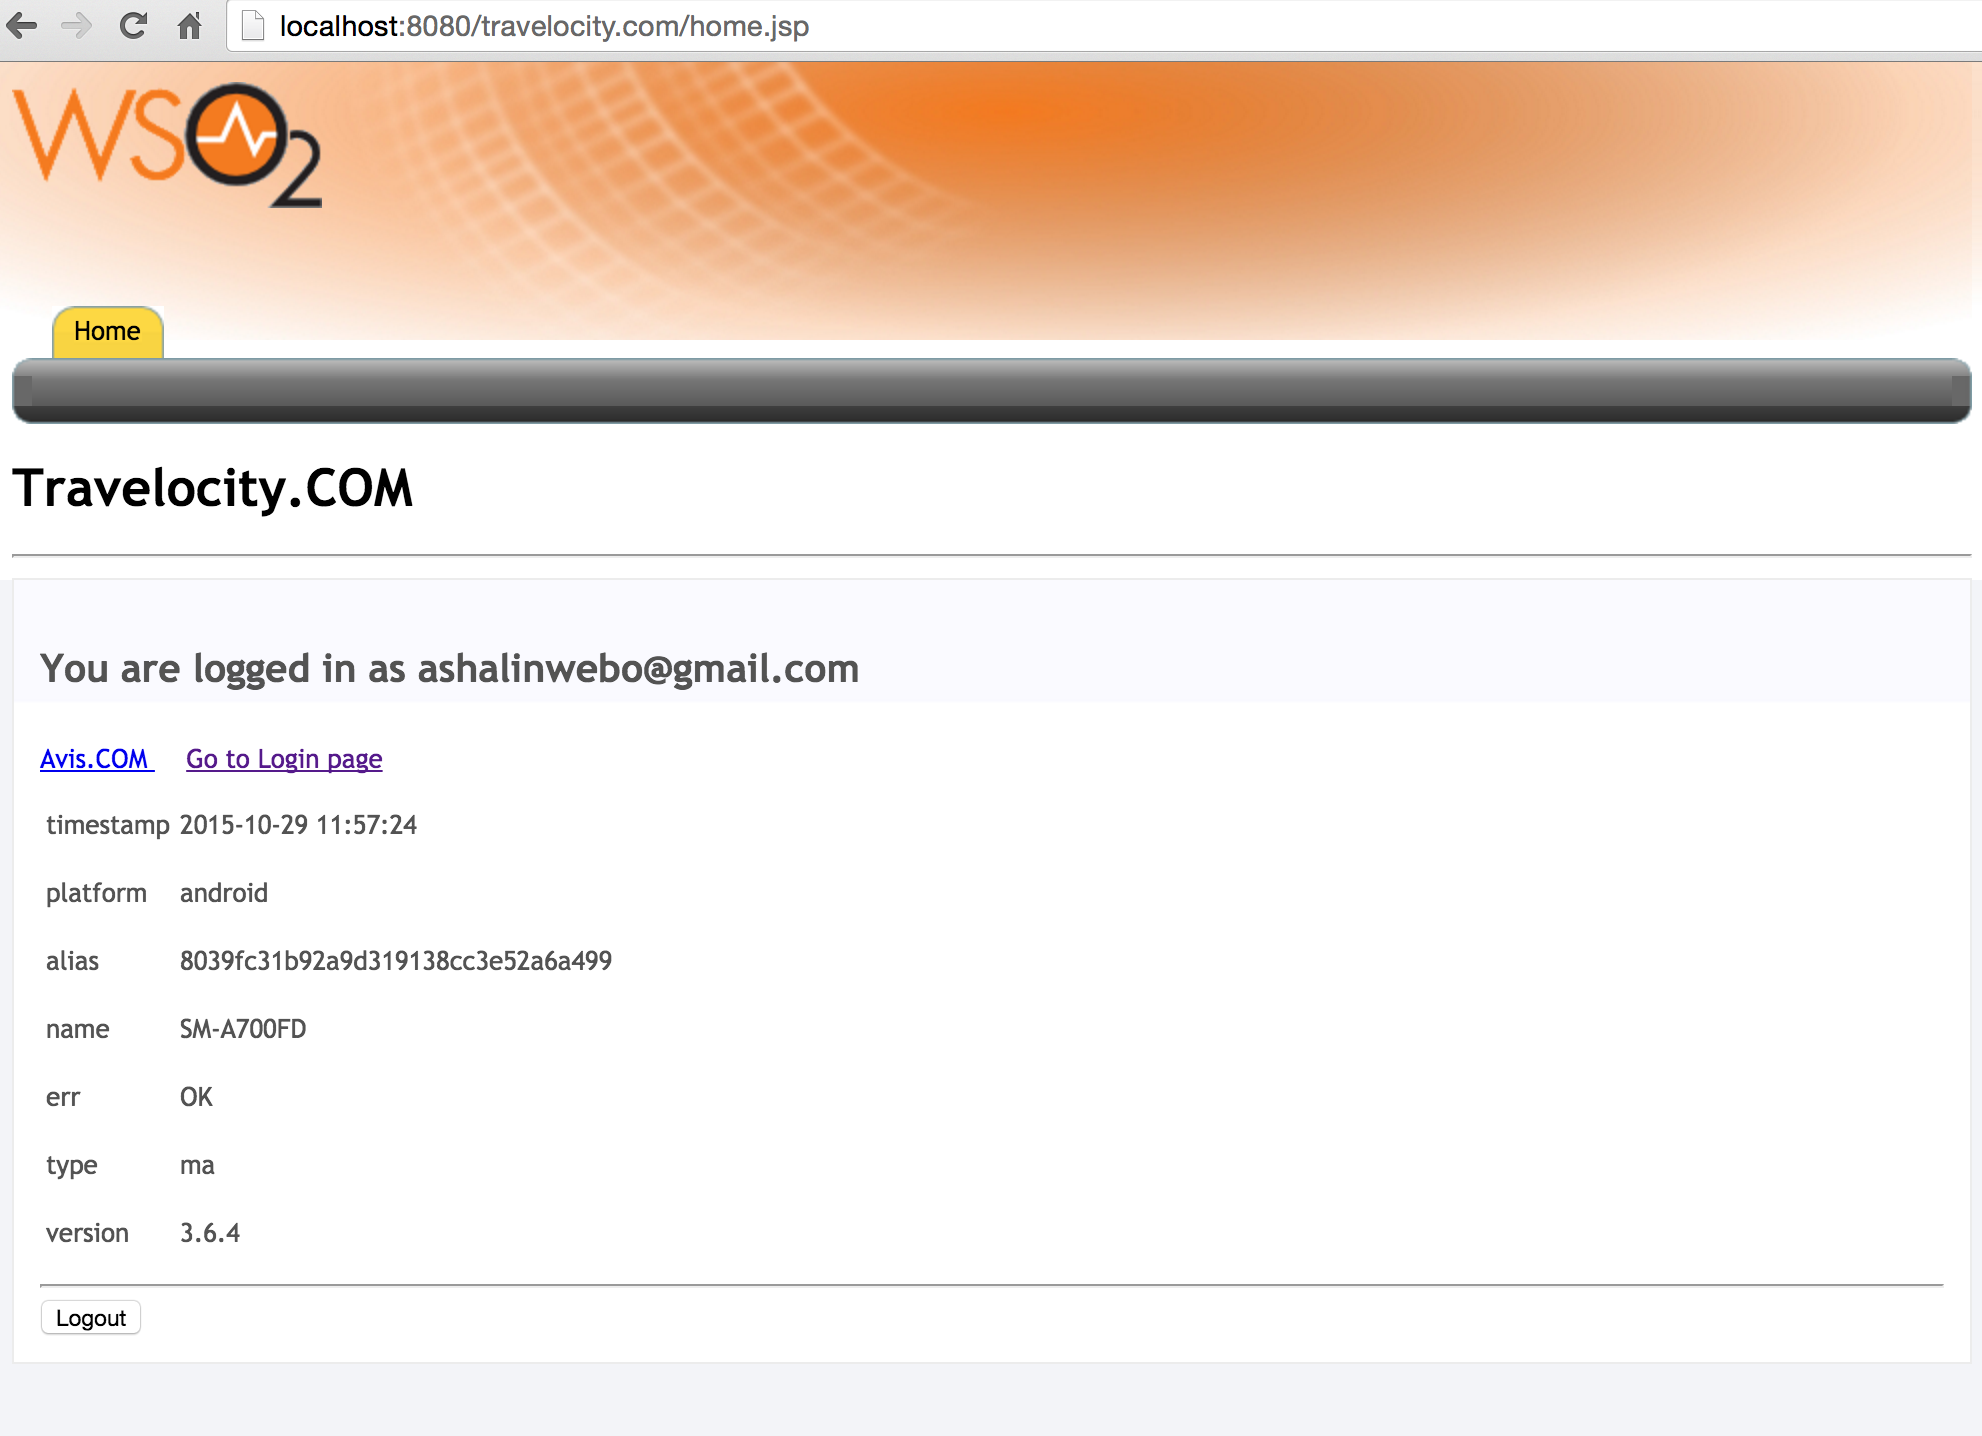 localhost:8080/travelocity.com/home.jsp
WSO2
Home
Travelocity.COM
You are logged in as ashalinwebo@gmail.com
Avis.COM Go to Login page
timestamp 2015-10-29 11:57:24
platform android
alias 8039fc31b92a9d319138cc3e52a6a499
name SM-A700FD
err OK
type ma
version 3.6.4
Logout